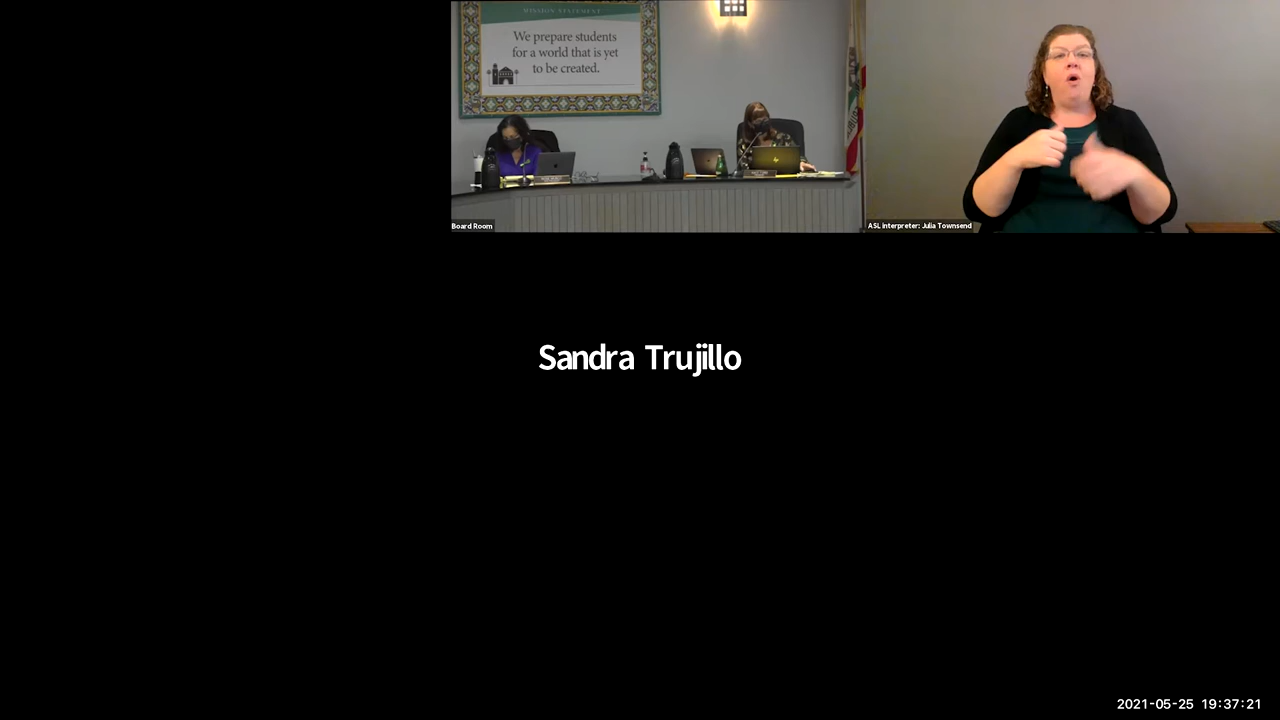 MISSION STATEMENT
We prepare students
for a world that is yet
to be created.
Board Room
ASL Interpreter: Julia Townsend
Sandra Trujillo
2021-05-25 19:37:21